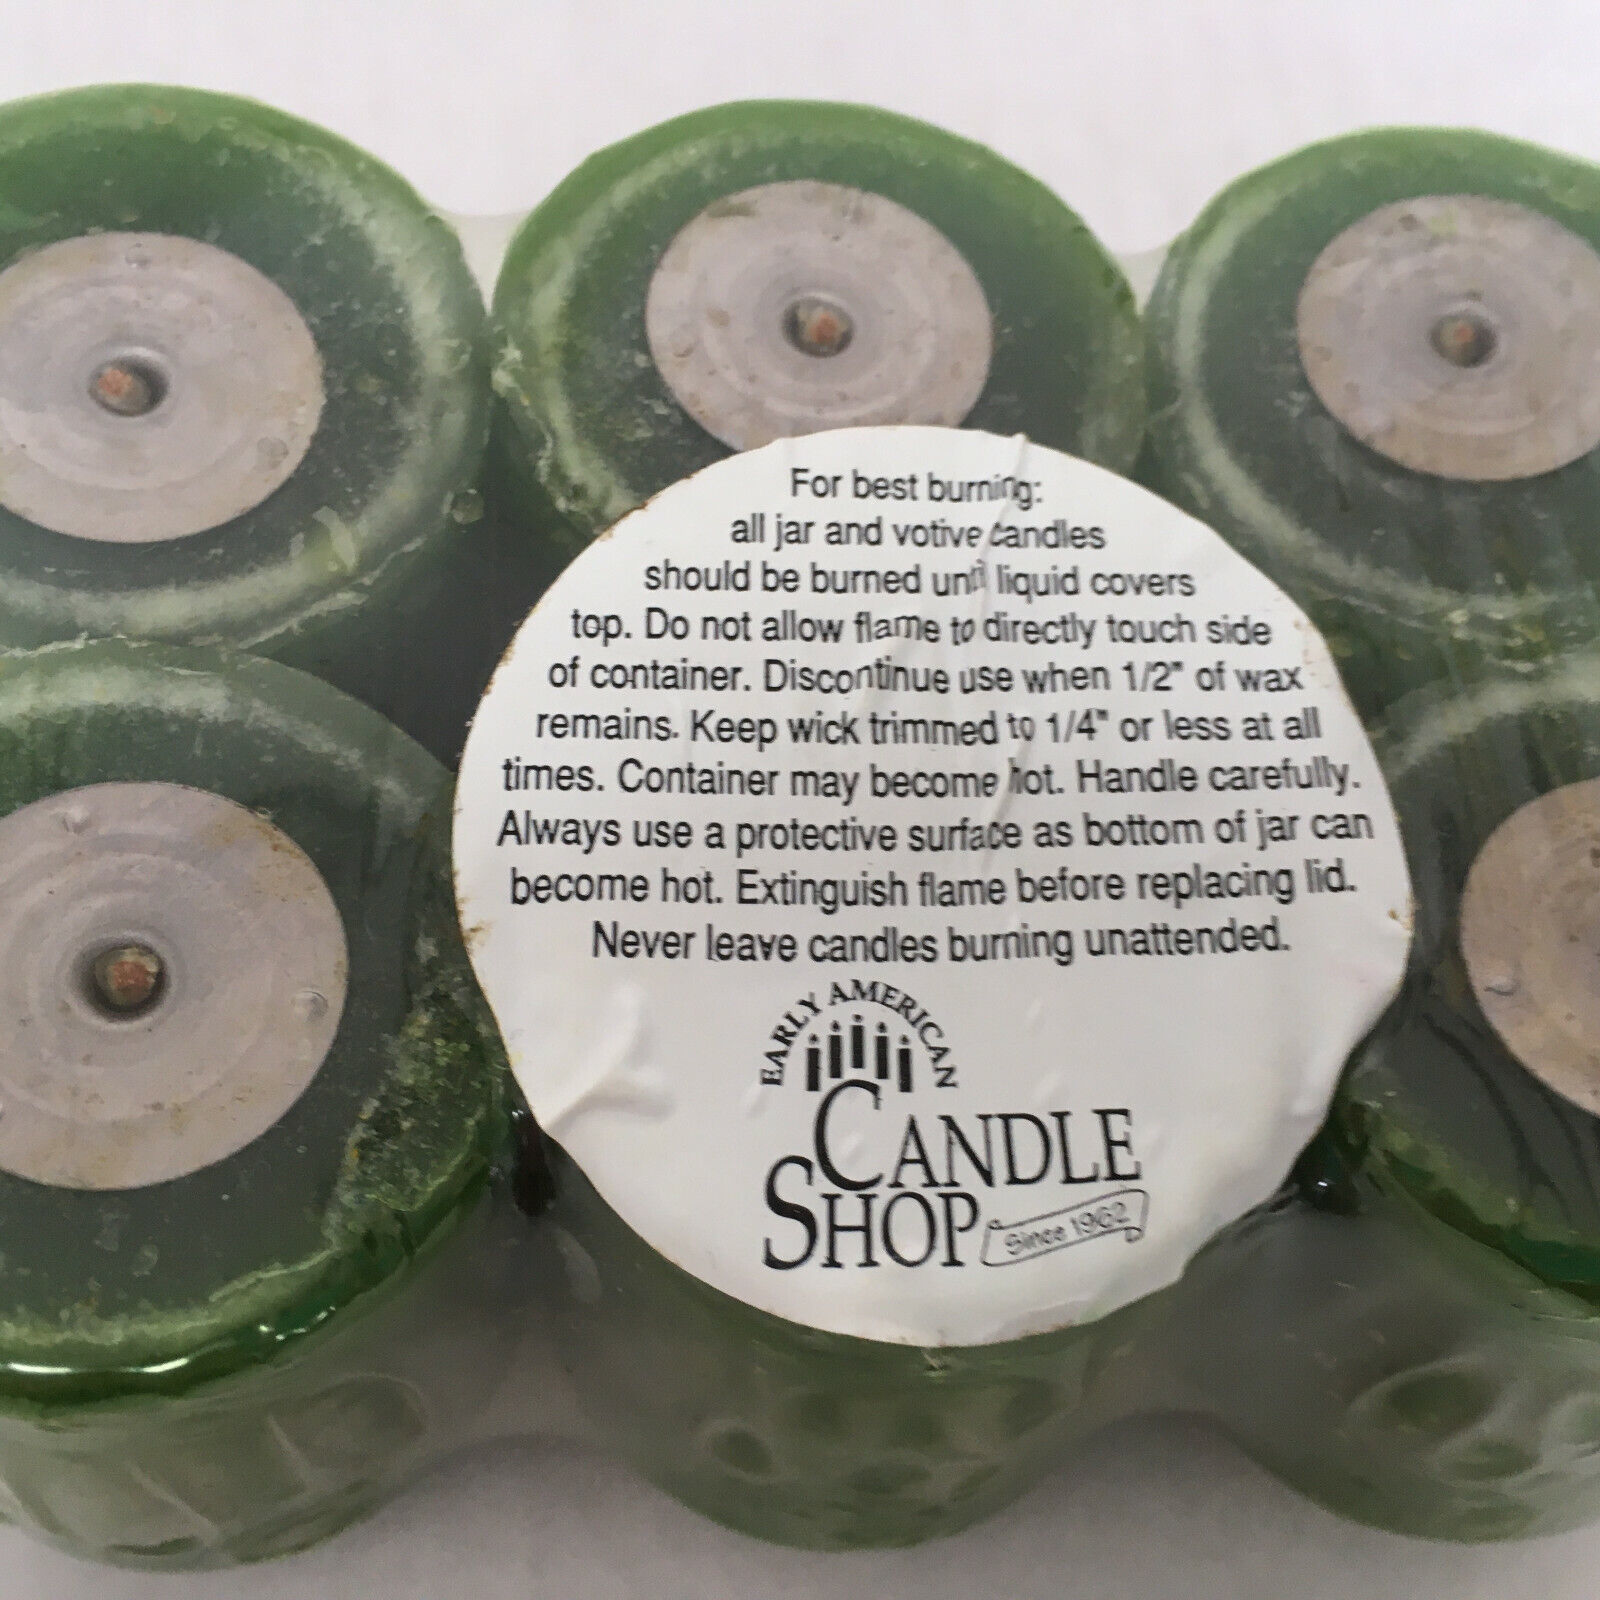 For best burning:
all jar and votive candles
should be burned until liquid covers
top. Do not allow flame to directly touch side
of container. Discontinue use when 1/2" of wax
remains. Keep wick trimmed to 1/4" or less at all
times. Container may become hot. Handle carefully.
Always use a protective surface as bottom of jar can
become hot. Extinguish flame before replacing lid.
Never leave candles burning unattended.
EARLY AMERICAN
CANDLE
SHOP
Since 1962